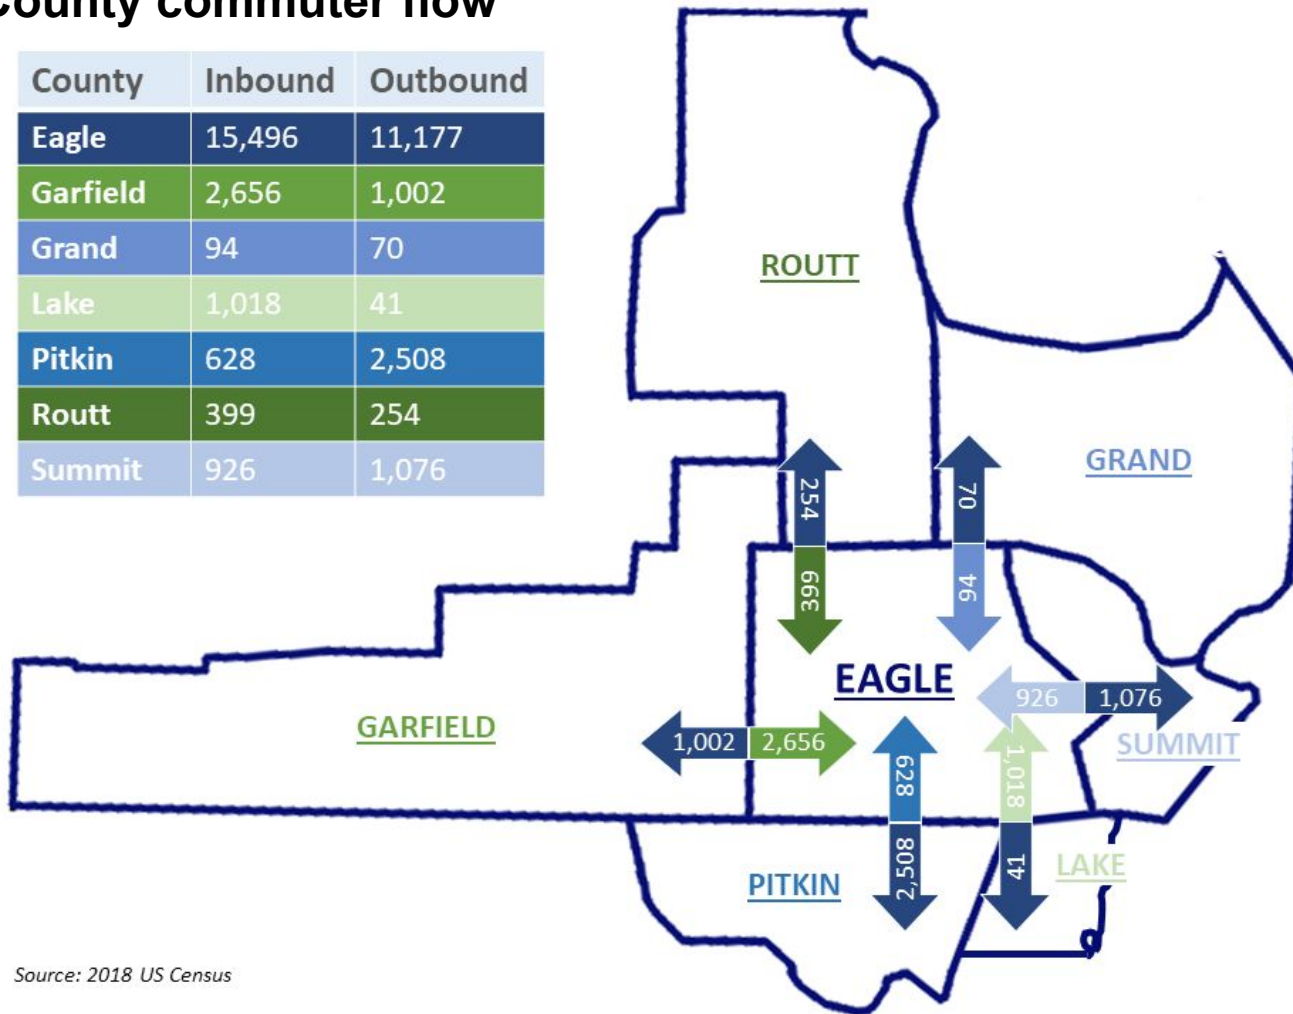 County commuter flow
County Inbound Outbound
Eagle 15,496 11,177
Garfield 2,656 1,002
Grand 94 70
Lake 1,018 41
Pitkin 628 2,508
Routt 399 254
Summit 926 1,076
ROUTT
GRAND
254
70
399
94
EAGLE
926 1,076
GARFIELD
1,002 2,656
SUMMIT
628
1,018
2,508
41
LAKE
PITKIN
Source: 2018 US Census